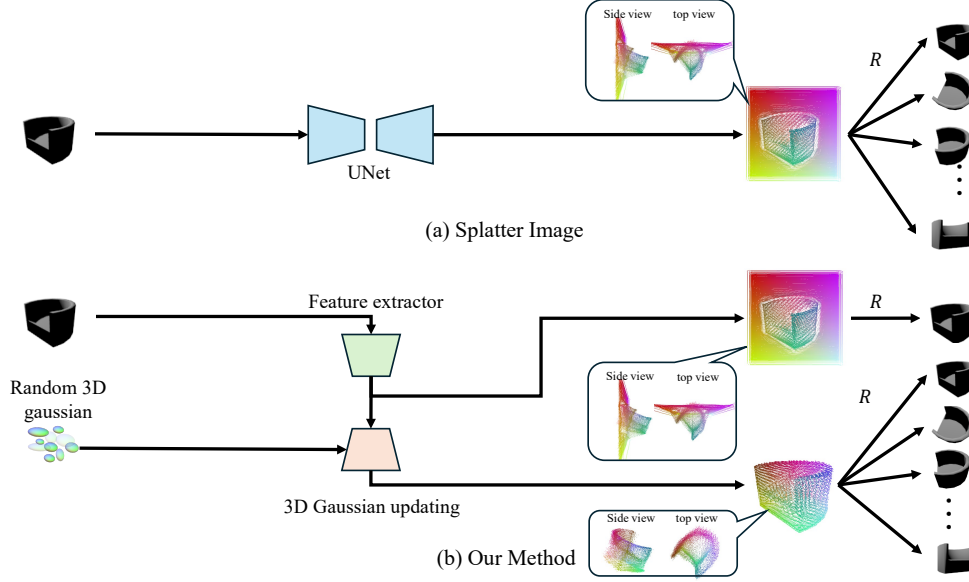 Side view
top view
R
UNet
(a) Splatter Image
Feature extractor
R
Random 3D
gaussian
Side view
top view
R
3D Gaussian updating
Side view
top view
(b) Our Method